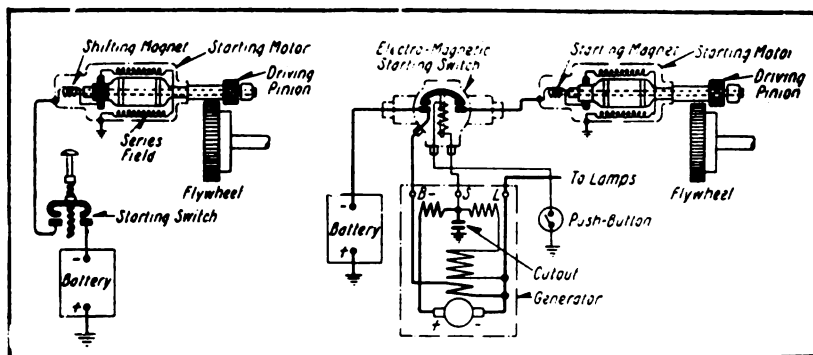 Shifting Magnet
Starting Motor
Driving
Pinion
Series
Field
Flywheel
Starting Switch
-
Battery
+
Electro-Magnetic
Starting Switch
Starting Magnet
Starting Motor
Driving
Pinion
Flywheel
B- S L
To Lamps
Push-Button
-
Battery
+
Cutout
Generator
+ -